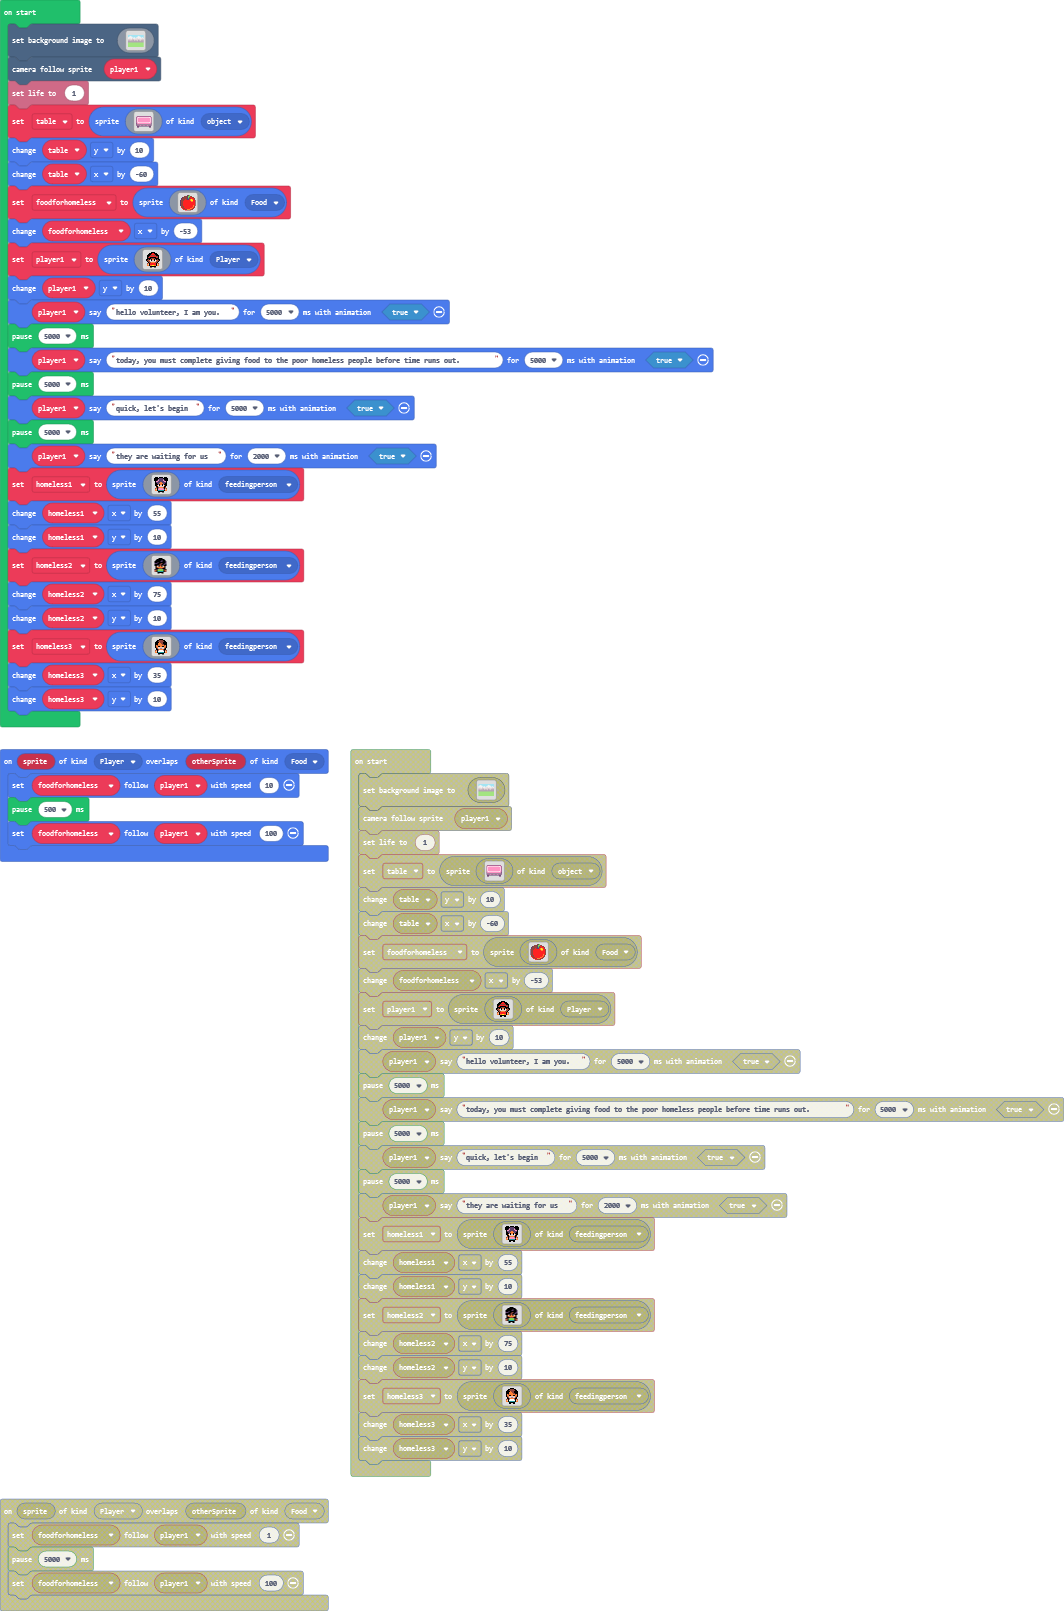 on start
set background image to
camera follow sprite player1
set life to 1
set table to sprite of kind object
change table y by 10
change table x by -60
set foodforhomeless to sprite of kind Food
change foodforhomeless x by -53
set player1 to sprite of kind Player
change player1 y by 10
player1 say "hello volunteer, I am you. " for 5000 ms with animation true
pause 5000 ms
player1 say "today, you must complete giving food to the poor homeless people before time runs out. " for 5000 ms with animation true
pause 5000 ms
player1 say "quick, let's begin " for 5000 ms with animation true
pause 5000 ms
player1 say "they are waiting for us " for 2000 ms with animation true
set homeless1 to sprite of kind feedingperson
change homeless1 x by 55
change homeless1 y by 10
set homeless2 to sprite of kind feedingperson
change homeless2 x by 75
change homeless2 y by 10
set homeless3 to sprite of kind feedingperson
change homeless3 x by 35
change homeless3 y by 10
on sprite of kind Player overlaps otherSprite of kind Food
set foodforhomeless follow player1 with speed 10
pause 500 ms
set foodforhomeless follow player1 with speed 100
on start
set background image to
camera follow sprite player1
set life to 1
set table to sprite of kind object
change table y by 10
change table x by -60
set foodforhomeless to sprite of kind Food
change foodforhomeless x by -53
set player1 to sprite of kind Player
change player1 y by 10
player1 say "hello volunteer, I am you. " for 5000 ms with animation true
pause 5000 ms
player1 say "today, you must complete giving food to the poor homeless people before time runs out. " for 5000 ms with animation true
pause 5000 ms
player1 say "quick, let's begin " for 5000 ms with animation true
pause 5000 ms
player1 say "they are waiting for us " for 2000 ms with animation true
set homeless1 to sprite of kind feedingperson
change homeless1 x by 55
change homeless1 y by 10
set homeless2 to sprite of kind feedingperson
change homeless2 x by 75
change homeless2 y by 10
set homeless3 to sprite of kind feedingperson
change homeless3 x by 35
change homeless3 y by 10
on sprite of kind Player overlaps otherSprite of kind Food
set foodforhomeless follow player1 with speed 1
pause 5000 ms
set foodforhomeless follow player1 with speed 100